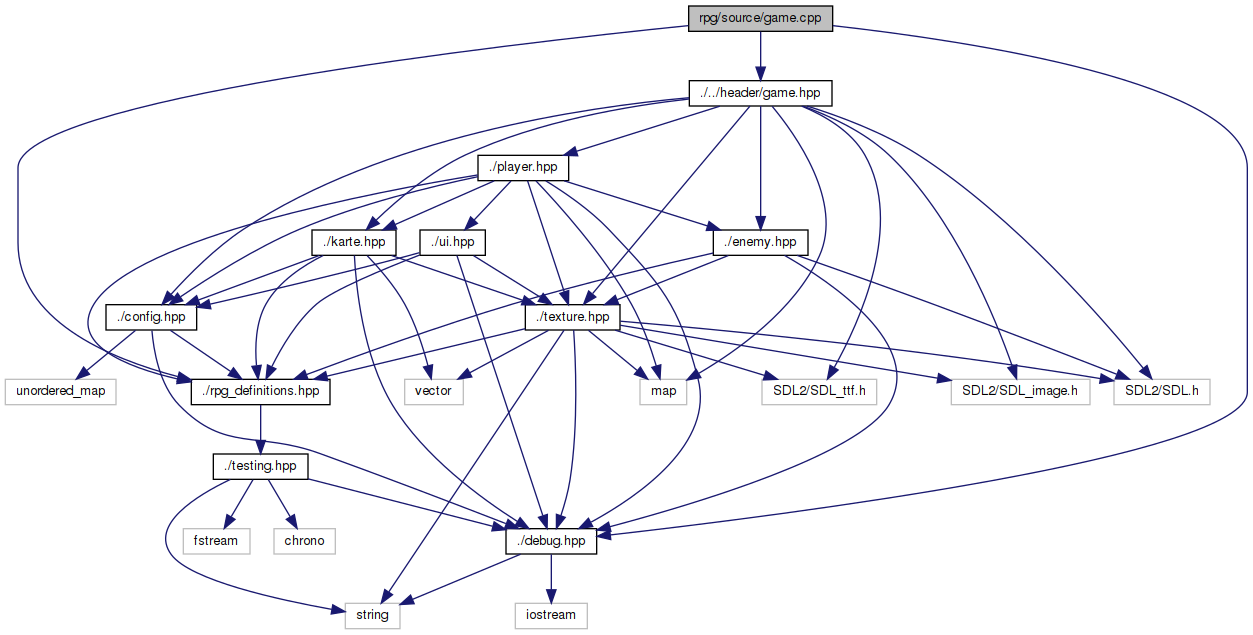 rpg/source/game.cpp
./../header/game.hpp
./player.hpp
./karte.hpp
./ui.hpp
./enemy.hpp
./config.hpp
./texture.hpp
unordered_map
./rpg_definitions.hpp
vector
map
SDL2/SDL_ttf.h
SDL2/SDL_image.h
SDL2/SDL.h
./testing.hpp
fstream
chrono
./debug.hpp
string
iostream